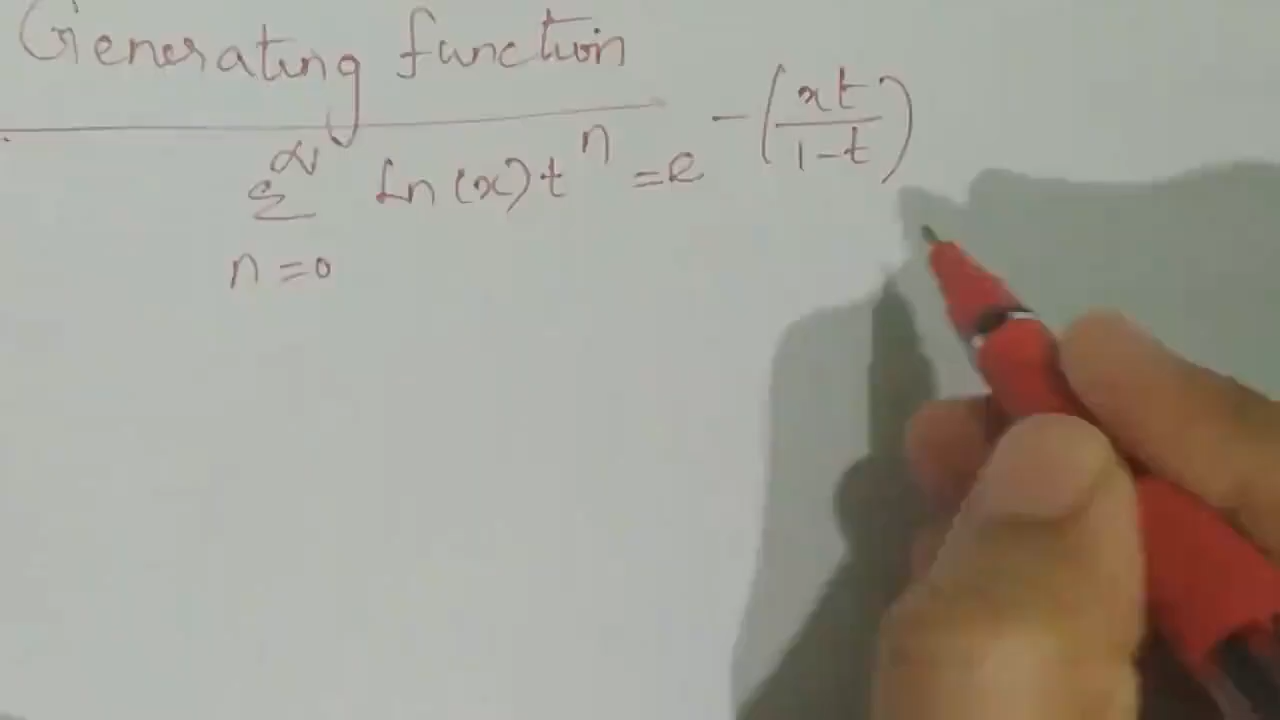 Generating function
∑_{n=0}^{∞} Ln(x)t^n = e^{-(xt/(1-t))}